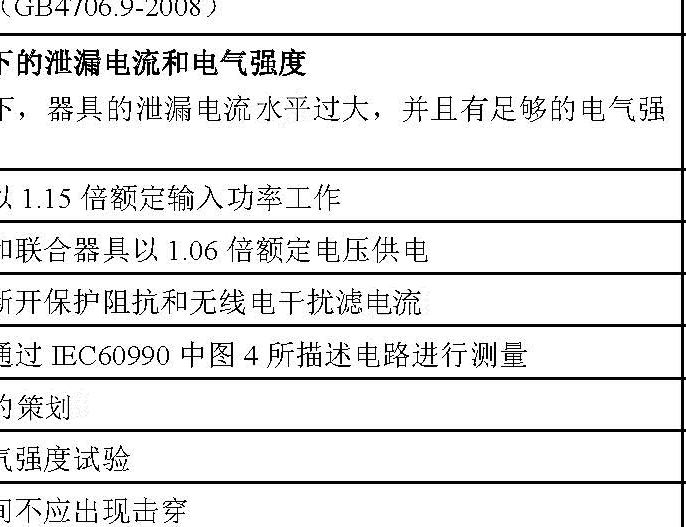 （GB4706.9-2008）
下的泄漏电流和电气强度
下，器具的泄漏电流水平过大，并且有足够的电气强
以 1.15 倍额定输入功率工作
和联合器具以 1.06 倍额定电压供电
断开保护阻抗和无线电干扰滤电流
通过 IEC60990 中图 4 所描述电路进行测量
的策划
气强度试验
间不应出现击穿